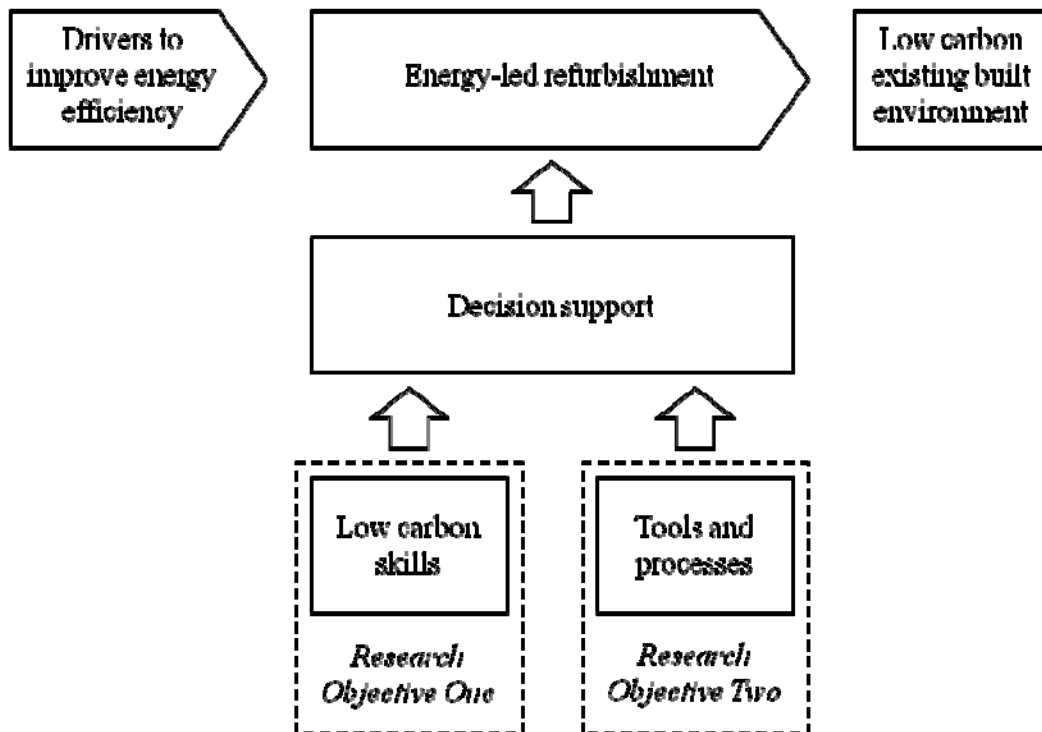 Drivers to
improve energy
efficiency
Energy-led refurbishment
Low carbon
existing built
environment
Decision support
Low carbon
skills
Tools and
processes
Research
Objective One
Research
Objective Two